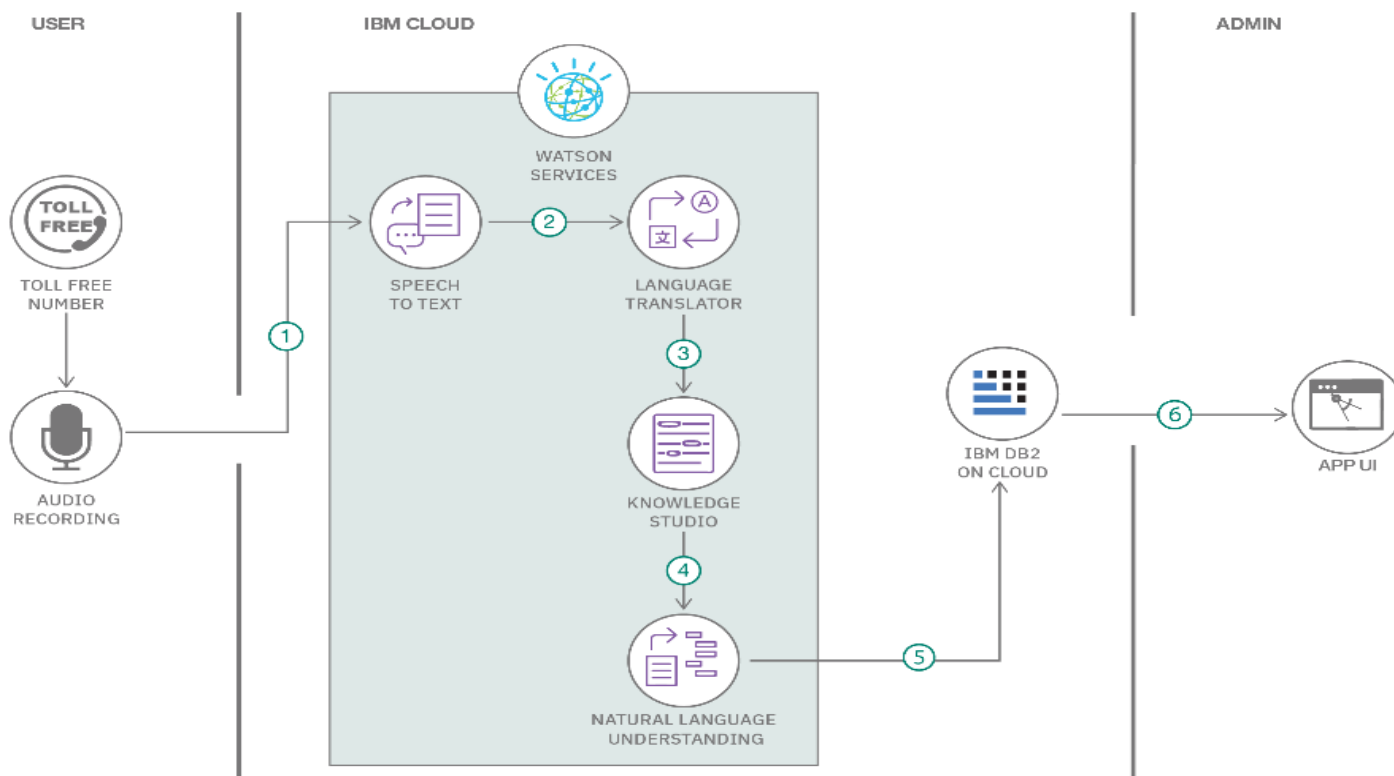 USER
IBM CLOUD
ADMIN
WATSON
SERVICES
TOLL
FREE
TOLL FREE
NUMBER
1
AUDIO
RECORDING
SPEECH
TO TEXT
2
A
文
LANGUAGE
TRANSLATOR
3
KNOWLEDGE
STUDIO
4
NATURAL LANGUAGE
UNDERSTANDING
5
IBM DB2
ON CLOUD
6
APP UI